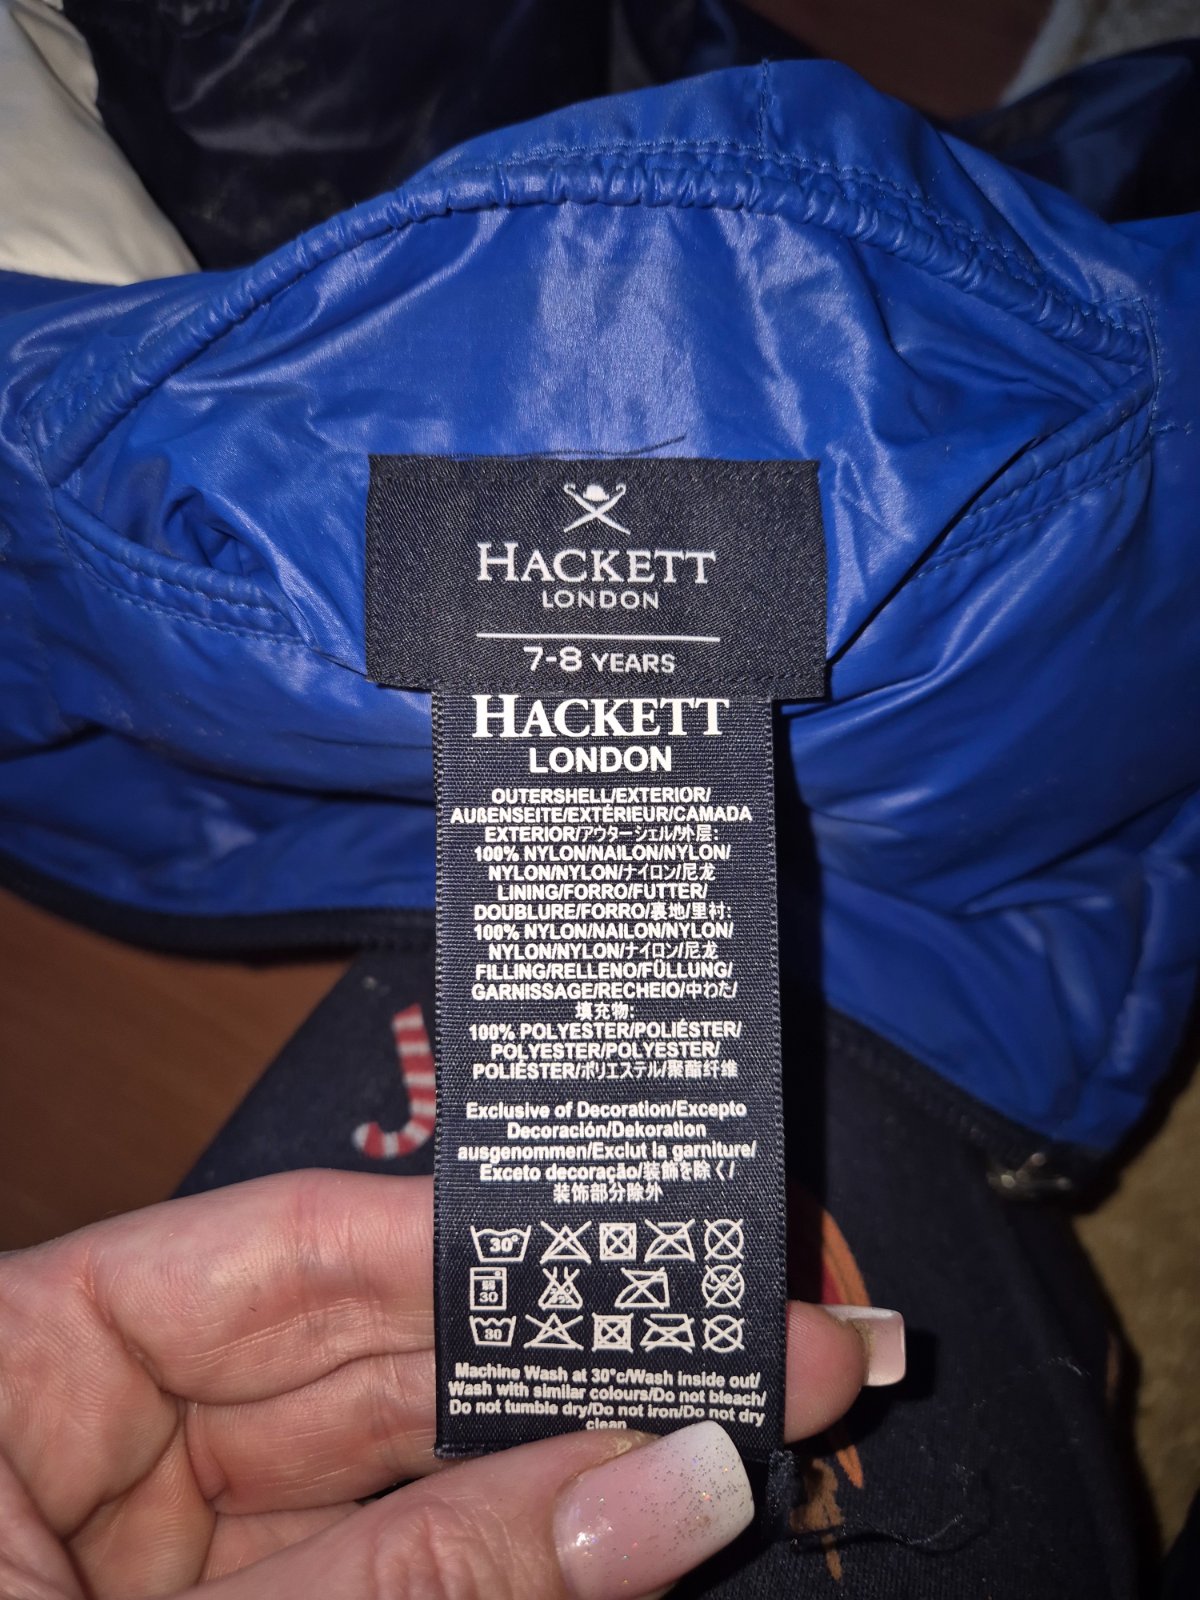 HACKETT
LONDON
7-8 YEARS
HACKETT
LONDON
OUTERSHELL/EXTERIOR/
AUßENSEITE/EXTÉRIEUR/CAMADA
EXTERIOR/アウターシェル/外层:
100% NYLON/NAILON/NYLON/
NYLON/NYLON/ナイロン/尼龙
LINING/FORRO/FUTTER/
DOUBLURE/FORRO/裏地/里衬:
100% NYLON/NAILON/NYLON/
NYLON/NYLON/ナイロン/尼龙
FILLING/RELLENO/FÜLLUNG/
GARNISSAGE/RECHEIO/中わた/
填充物:
100% POLYESTER/POLIÉSTER/
POLYESTER/POLYESTER/
POLIÉSTER/ポリエステル/聚酯纤维
Exclusive of Decoration/Excepto
Decoración/Dekoration
ausgenommen/Exclut la garniture/
Exceto decoração/装飾を除く/
装饰部分除外
30°
30
30
Machine Wash at 30°c/Wash inside out/
Wash with similar colours/Do not bleach/
Do not tumble dry/Do not iron/Do not dry
clean